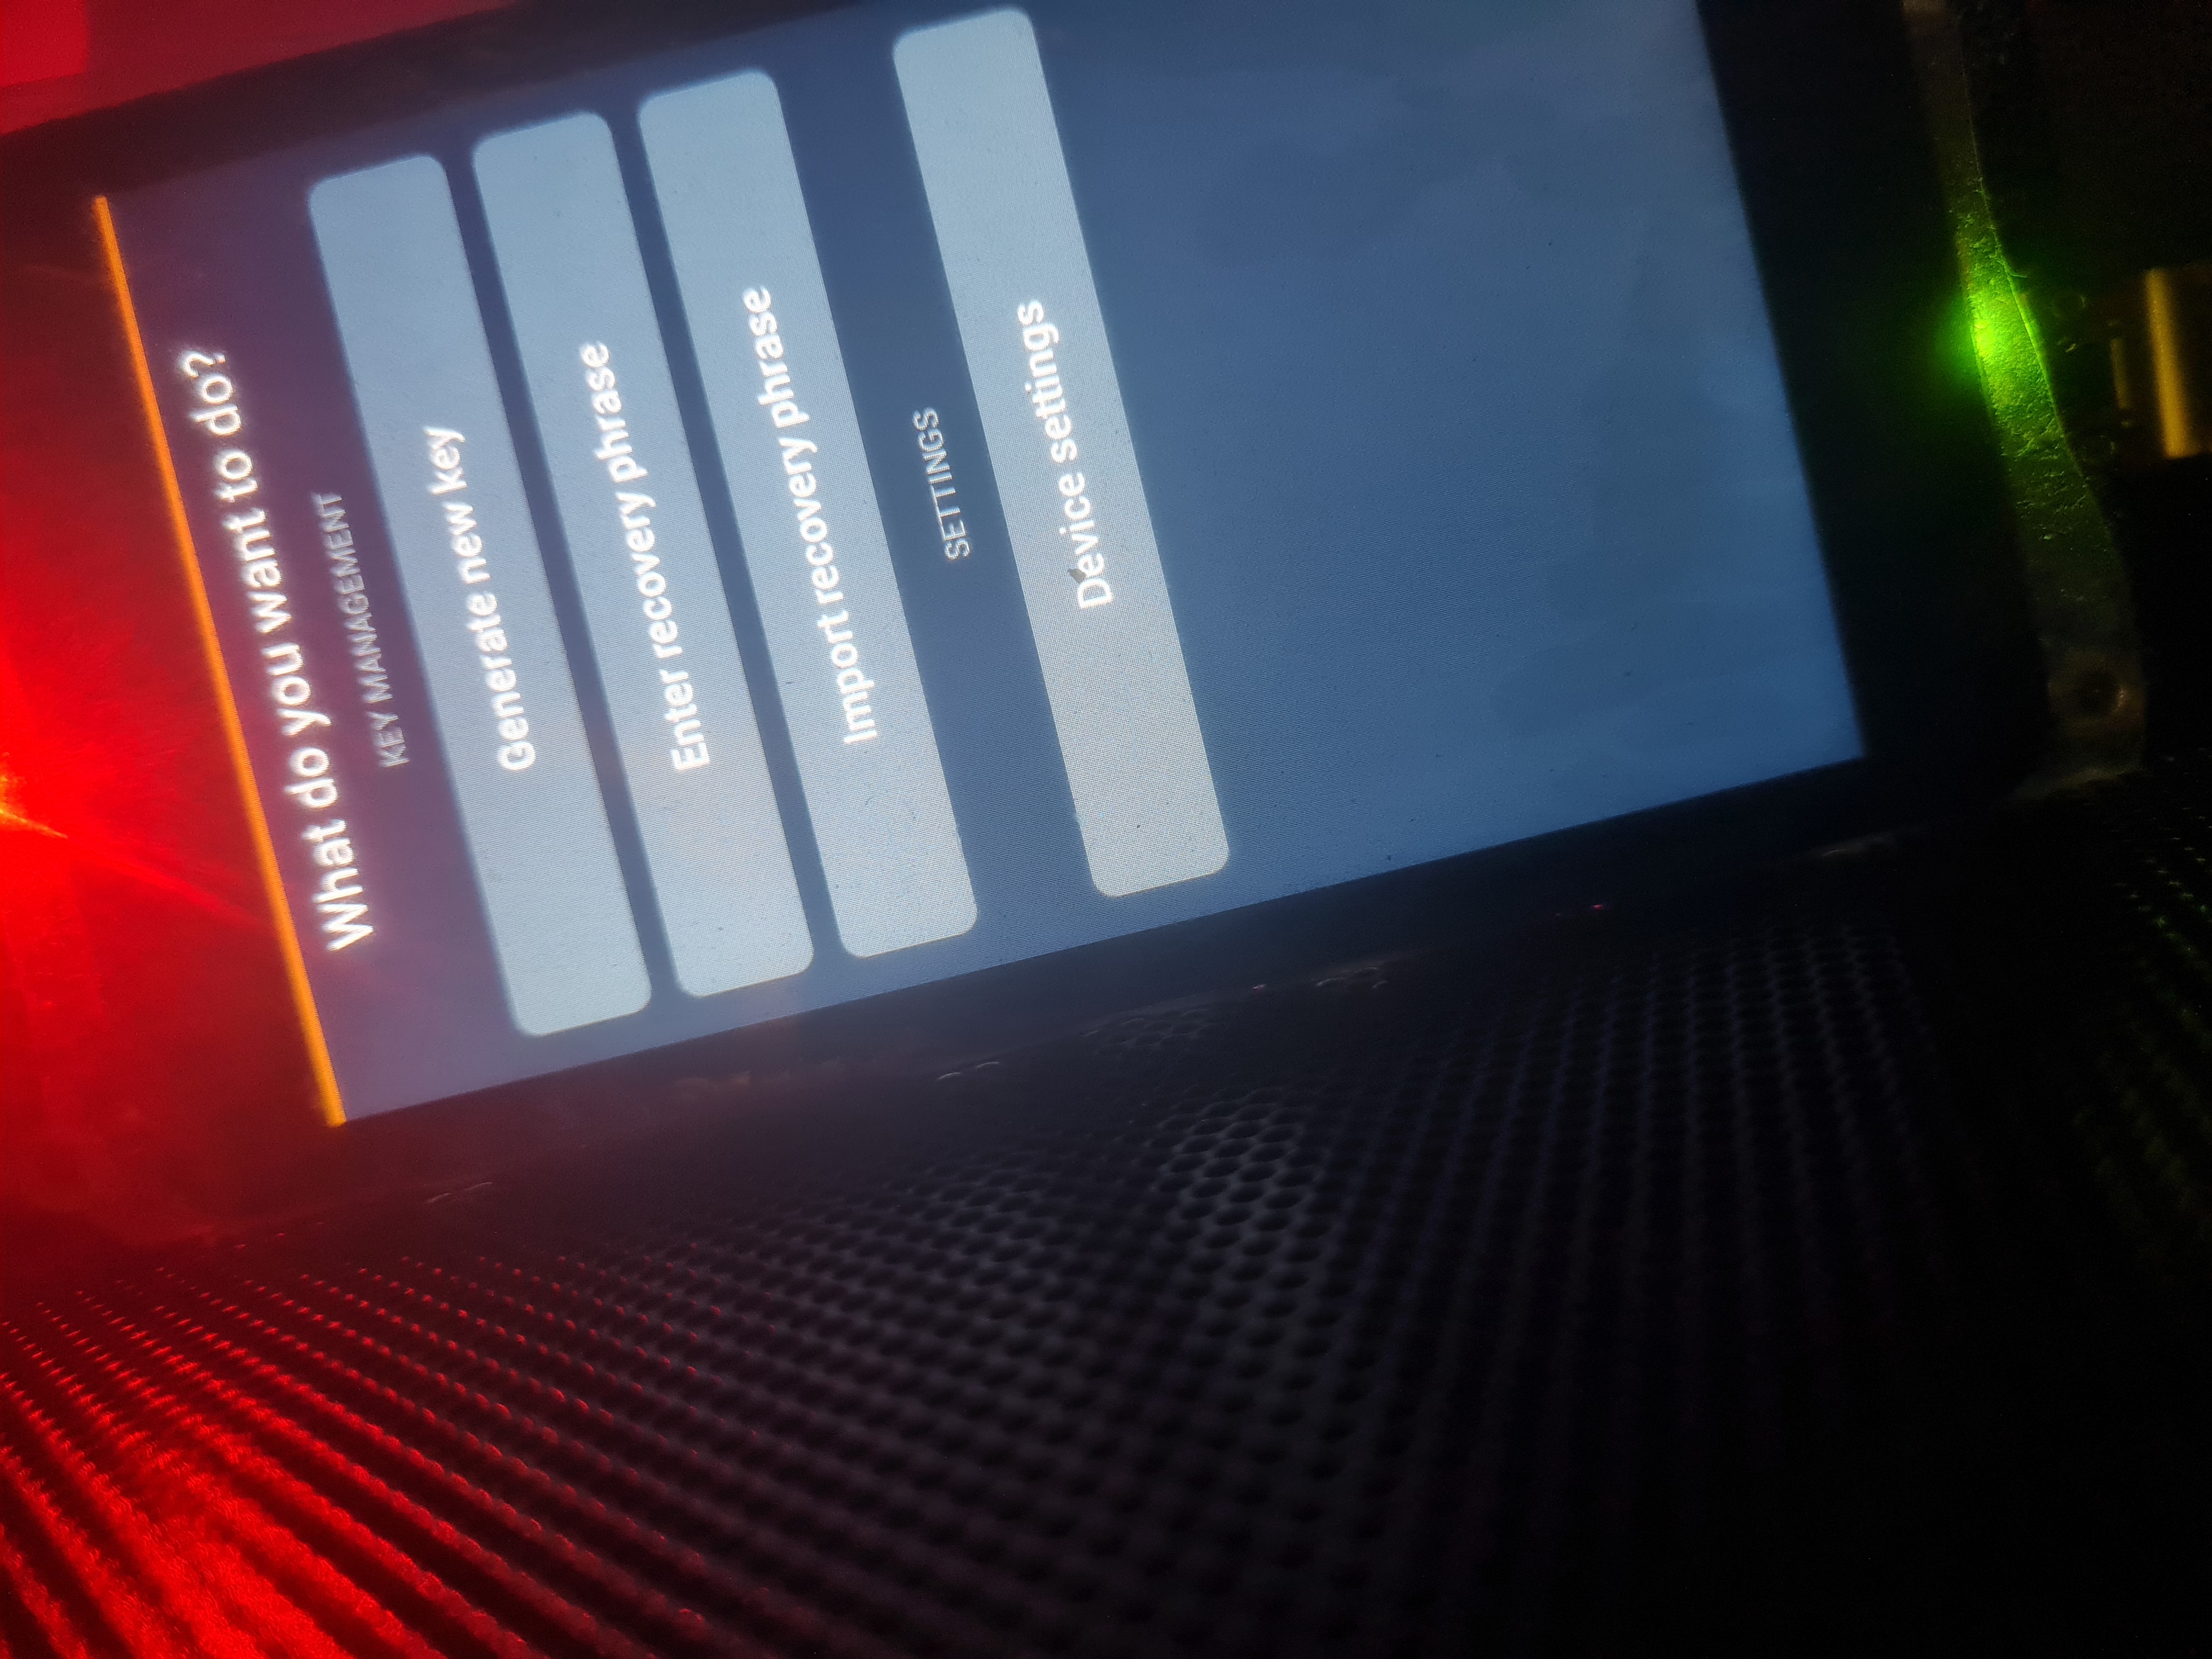 What do you want to do?
KEY MANAGEMENT
Generate new key
Enter recovery phrase
Import recovery phrase
SETTINGS
Device settings